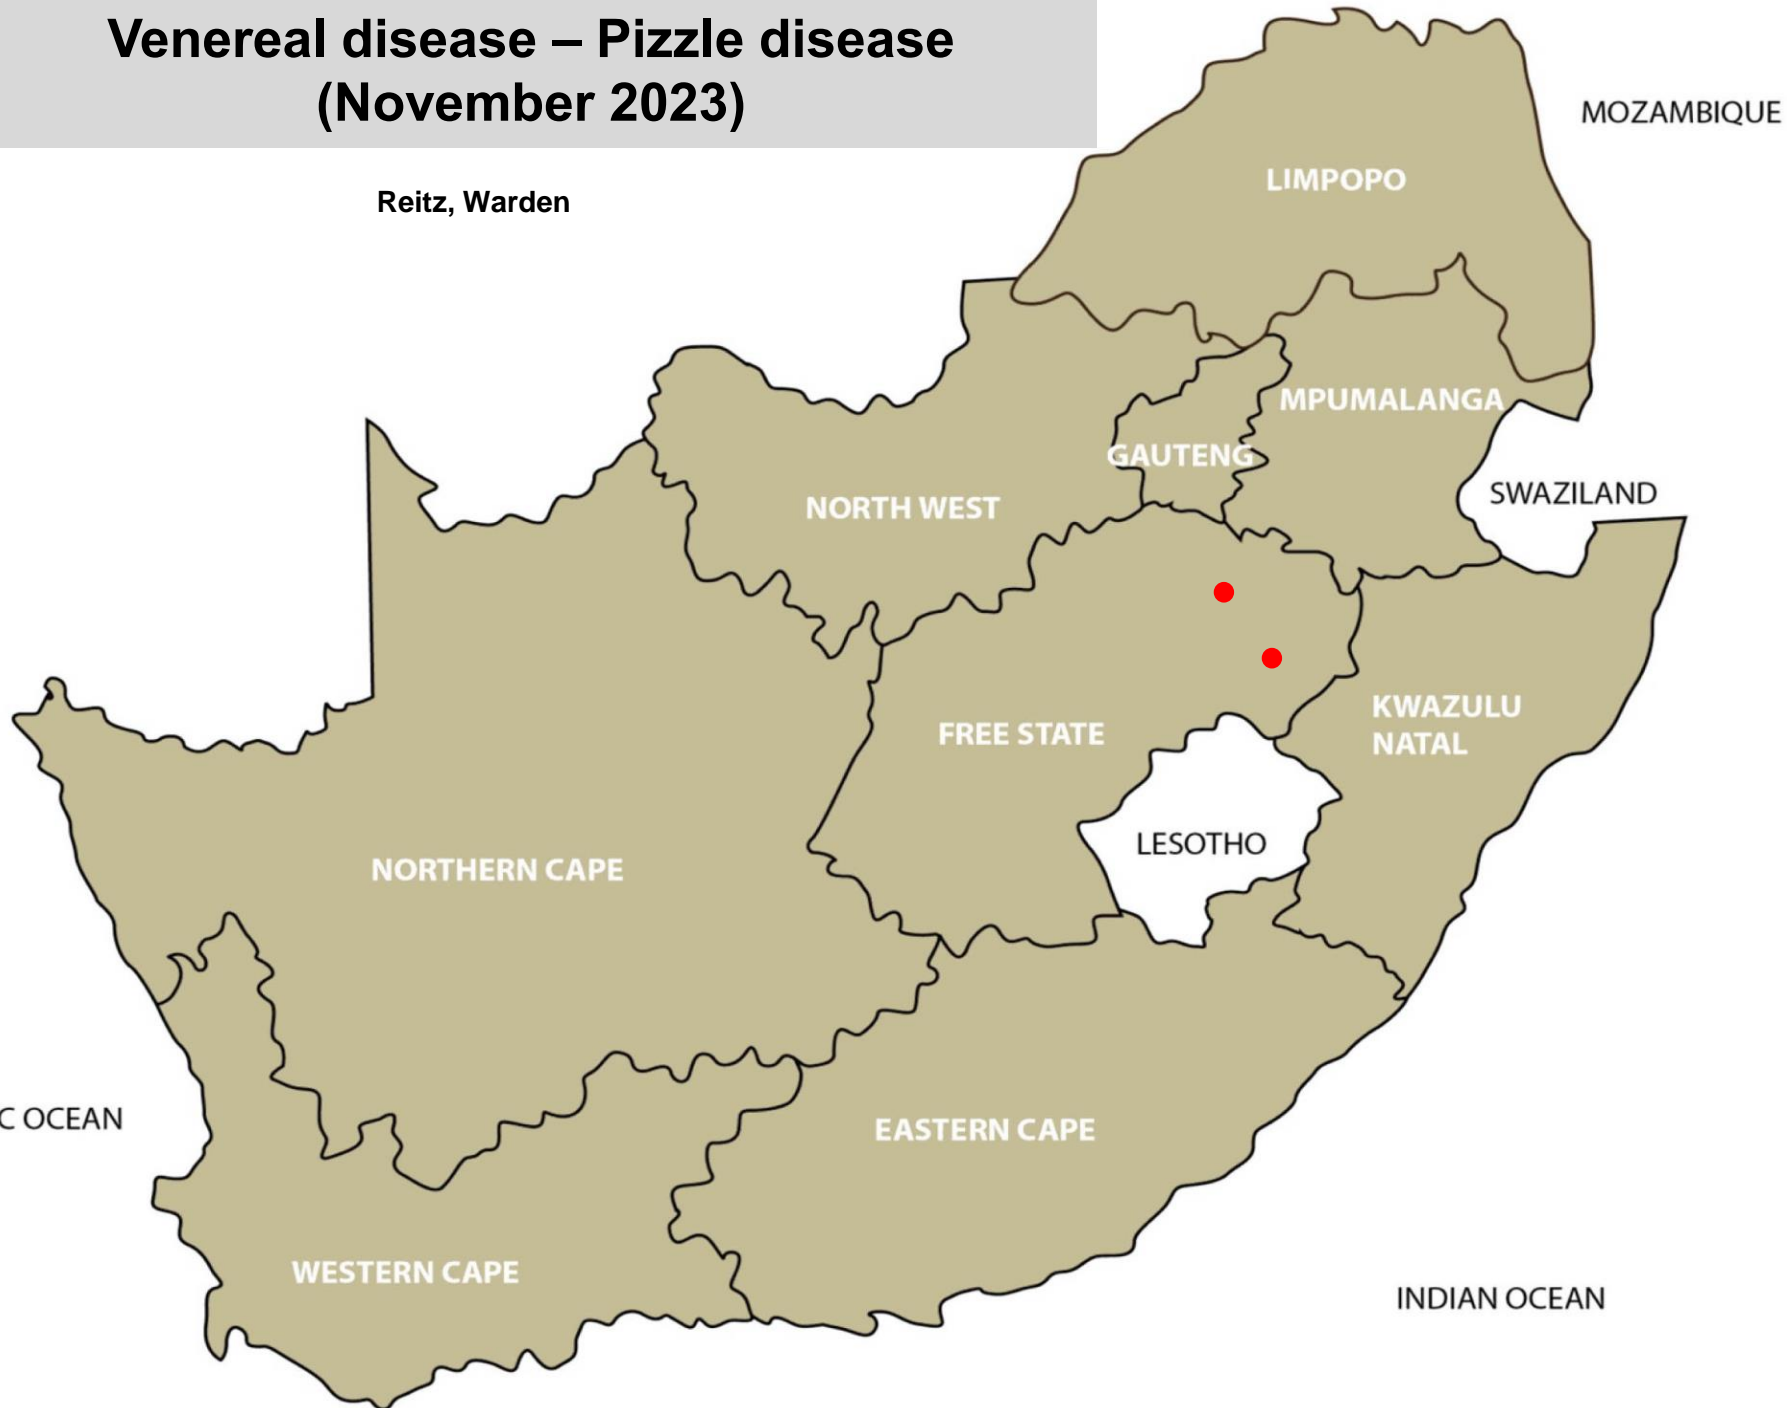 Venereal disease – Pizzle disease
(November 2023)
Reitz, Warden
MOZAMBIQUE
LIMPOPO
MPUMALANGA
GAUTENG
NORTH WEST
SWAZILAND
KWAZULU
NATAL
FREE STATE
LESOTHO
NORTHERN CAPE
C OCEAN
EASTERN CAPE
WESTERN CAPE
INDIAN OCEAN